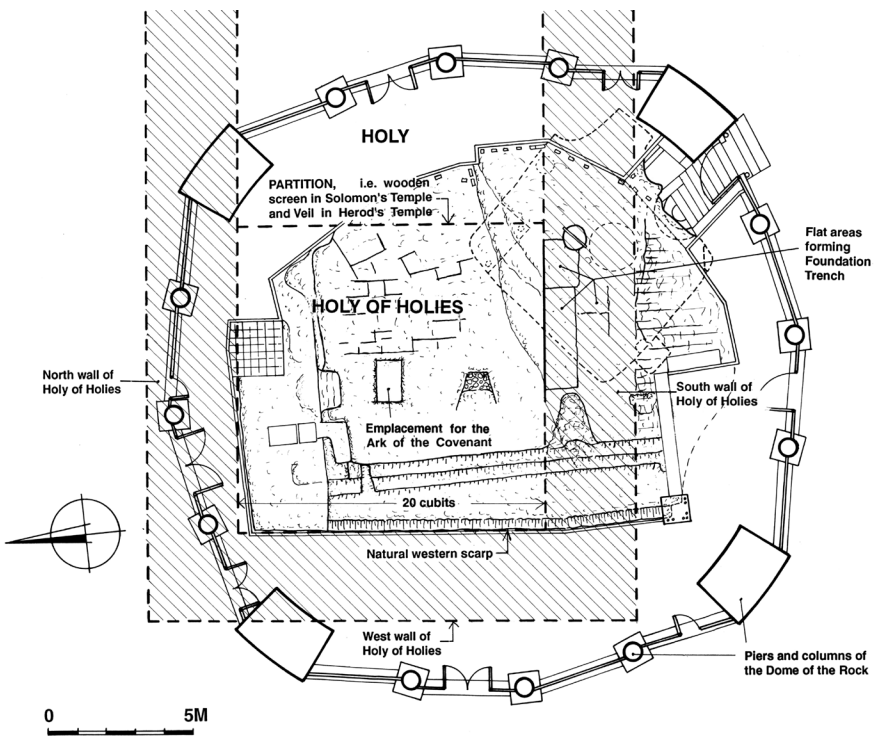 HOLY
PARTITION, i.e. wooden
screen in Solomon's Temple
and Veil in Herod's Temple
Flat areas
forming
Foundation
Trench
HOLY OF HOLIES
North wall of
Holy of Holies
South wall of
Holy of Holies
Emplacement for the
Ark of the Covenant
20 cubits
Natural western scarp
West wall of
Holy of Holies
Piers and columns of
the Dome of the Rock
0 5M